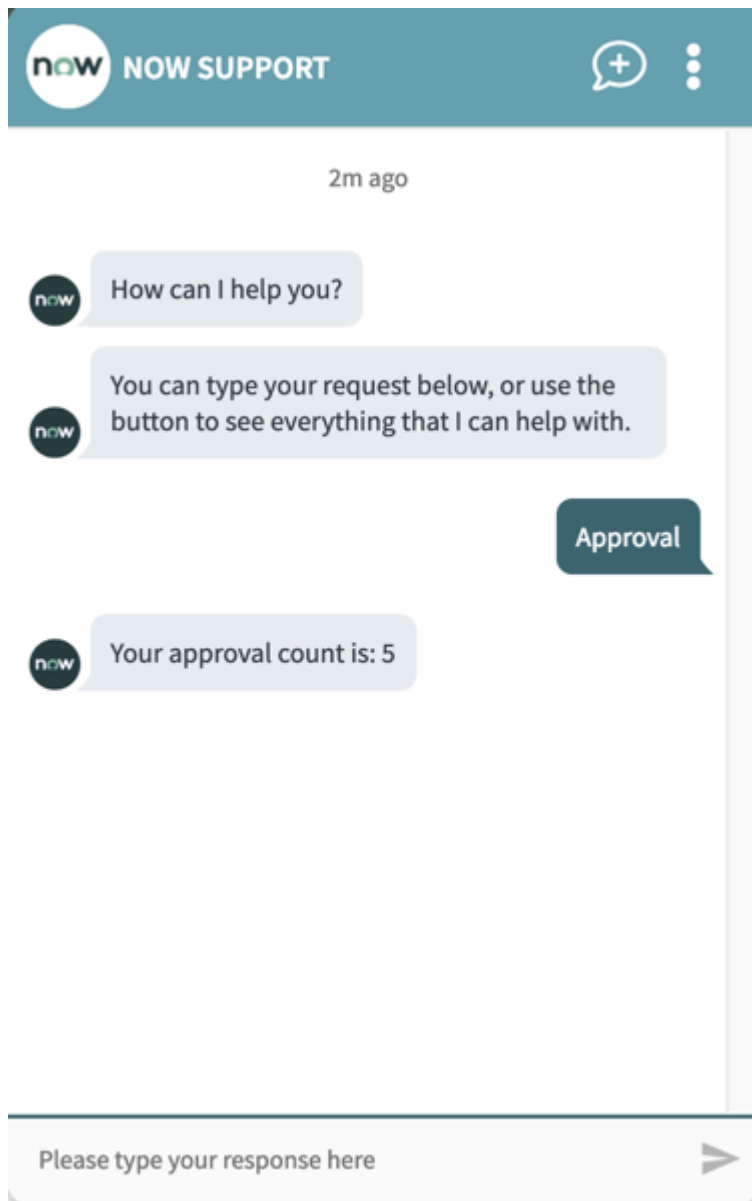 now NOW SUPPORT
2m ago
now
How can I help you?
You can type your request below, or use the
button to see everything that I can help with.
now
Approval
now
Your approval count is: 5
Please type your response here